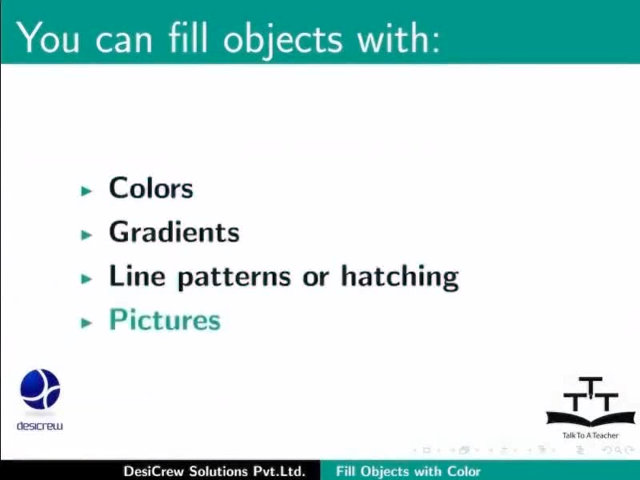 You can fill objects with:
Colors
Gradients
Line patterns or hatching
Pictures
desicrew
TTT
Talk To A Teacher
DesiCrew Solutions Pvt.Ltd.
Fill Objects with Color